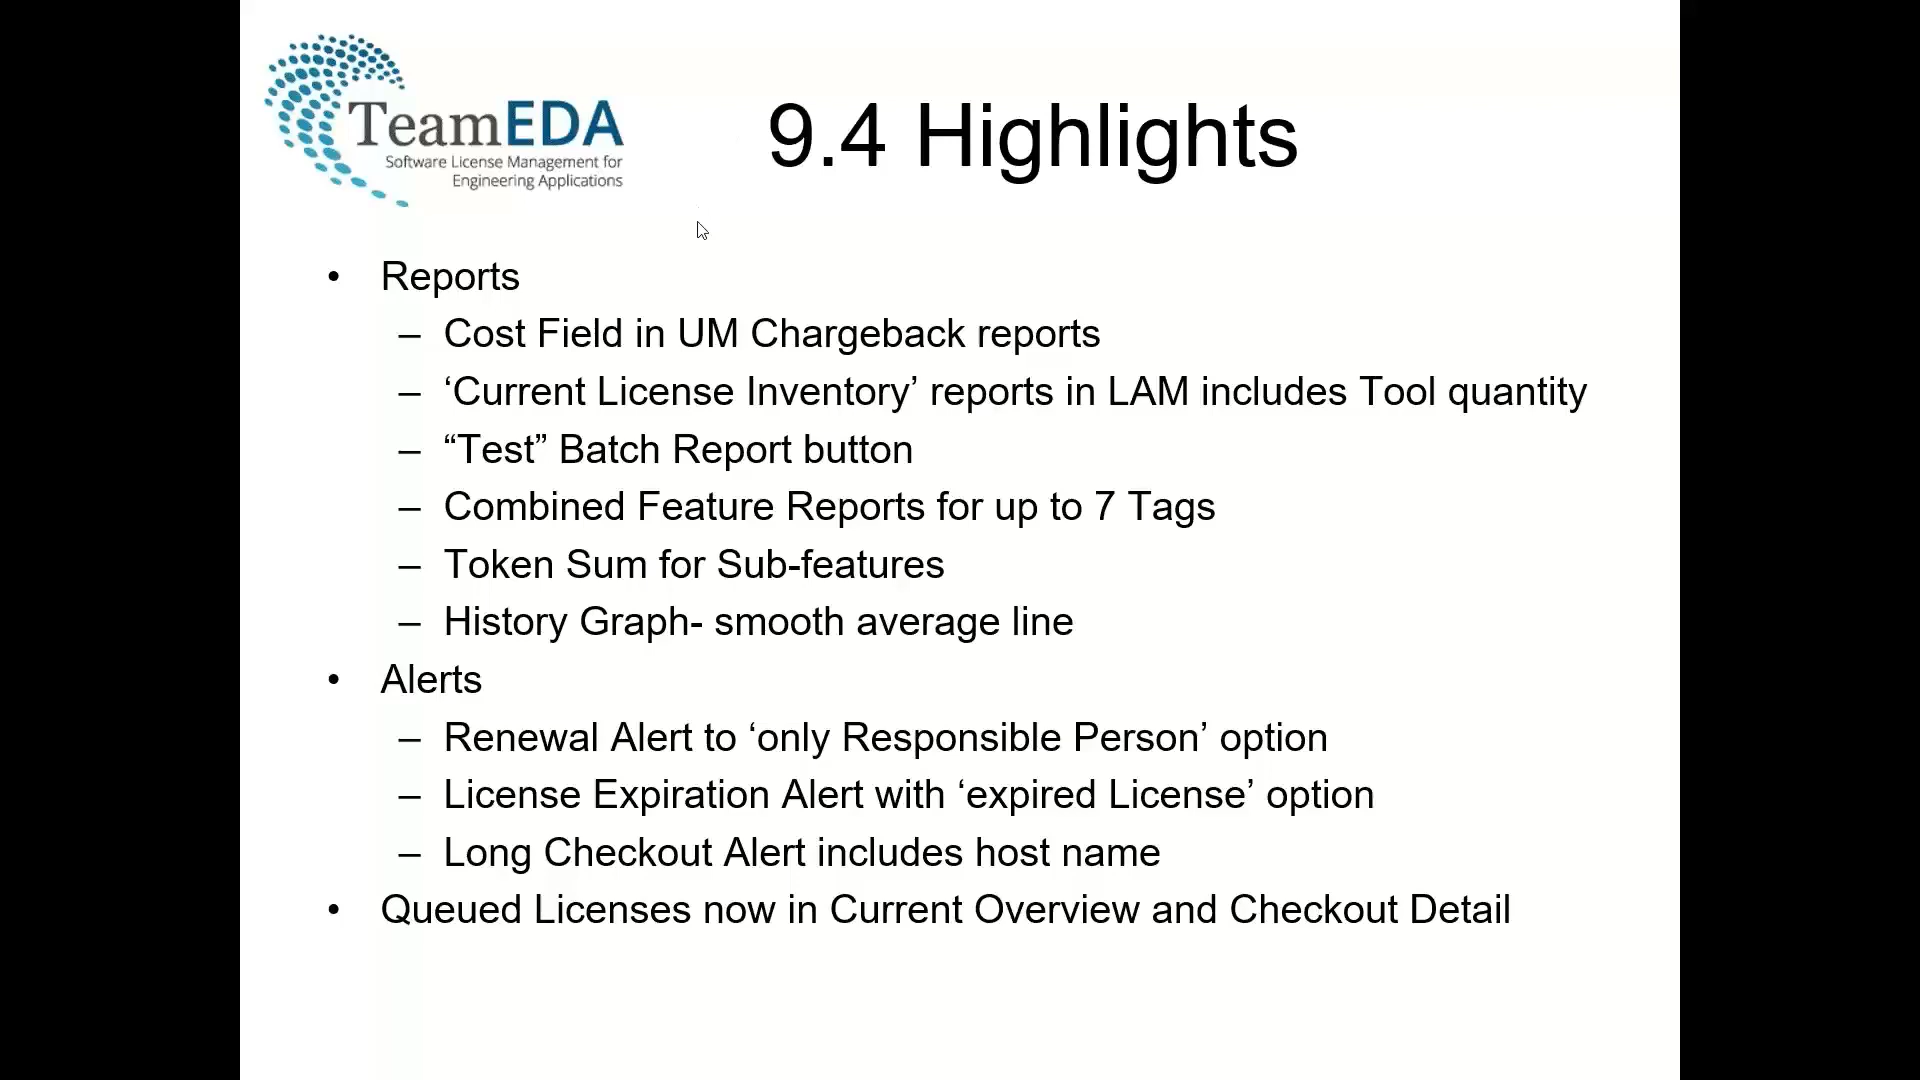 TeamEDA
Software License Management for
Engineering Applications
9.4 Highlights
• Reports
– Cost Field in UM Chargeback reports
– ‘Current License Inventory’ reports in LAM includes Tool quantity
– “Test” Batch Report button
– Combined Feature Reports for up to 7 Tags
– Token Sum for Sub-features
– History Graph- smooth average line
• Alerts
– Renewal Alert to ‘only Responsible Person’ option
– License Expiration Alert with ‘expired License’ option
– Long Checkout Alert includes host name
• Queued Licenses now in Current Overview and Checkout Detail